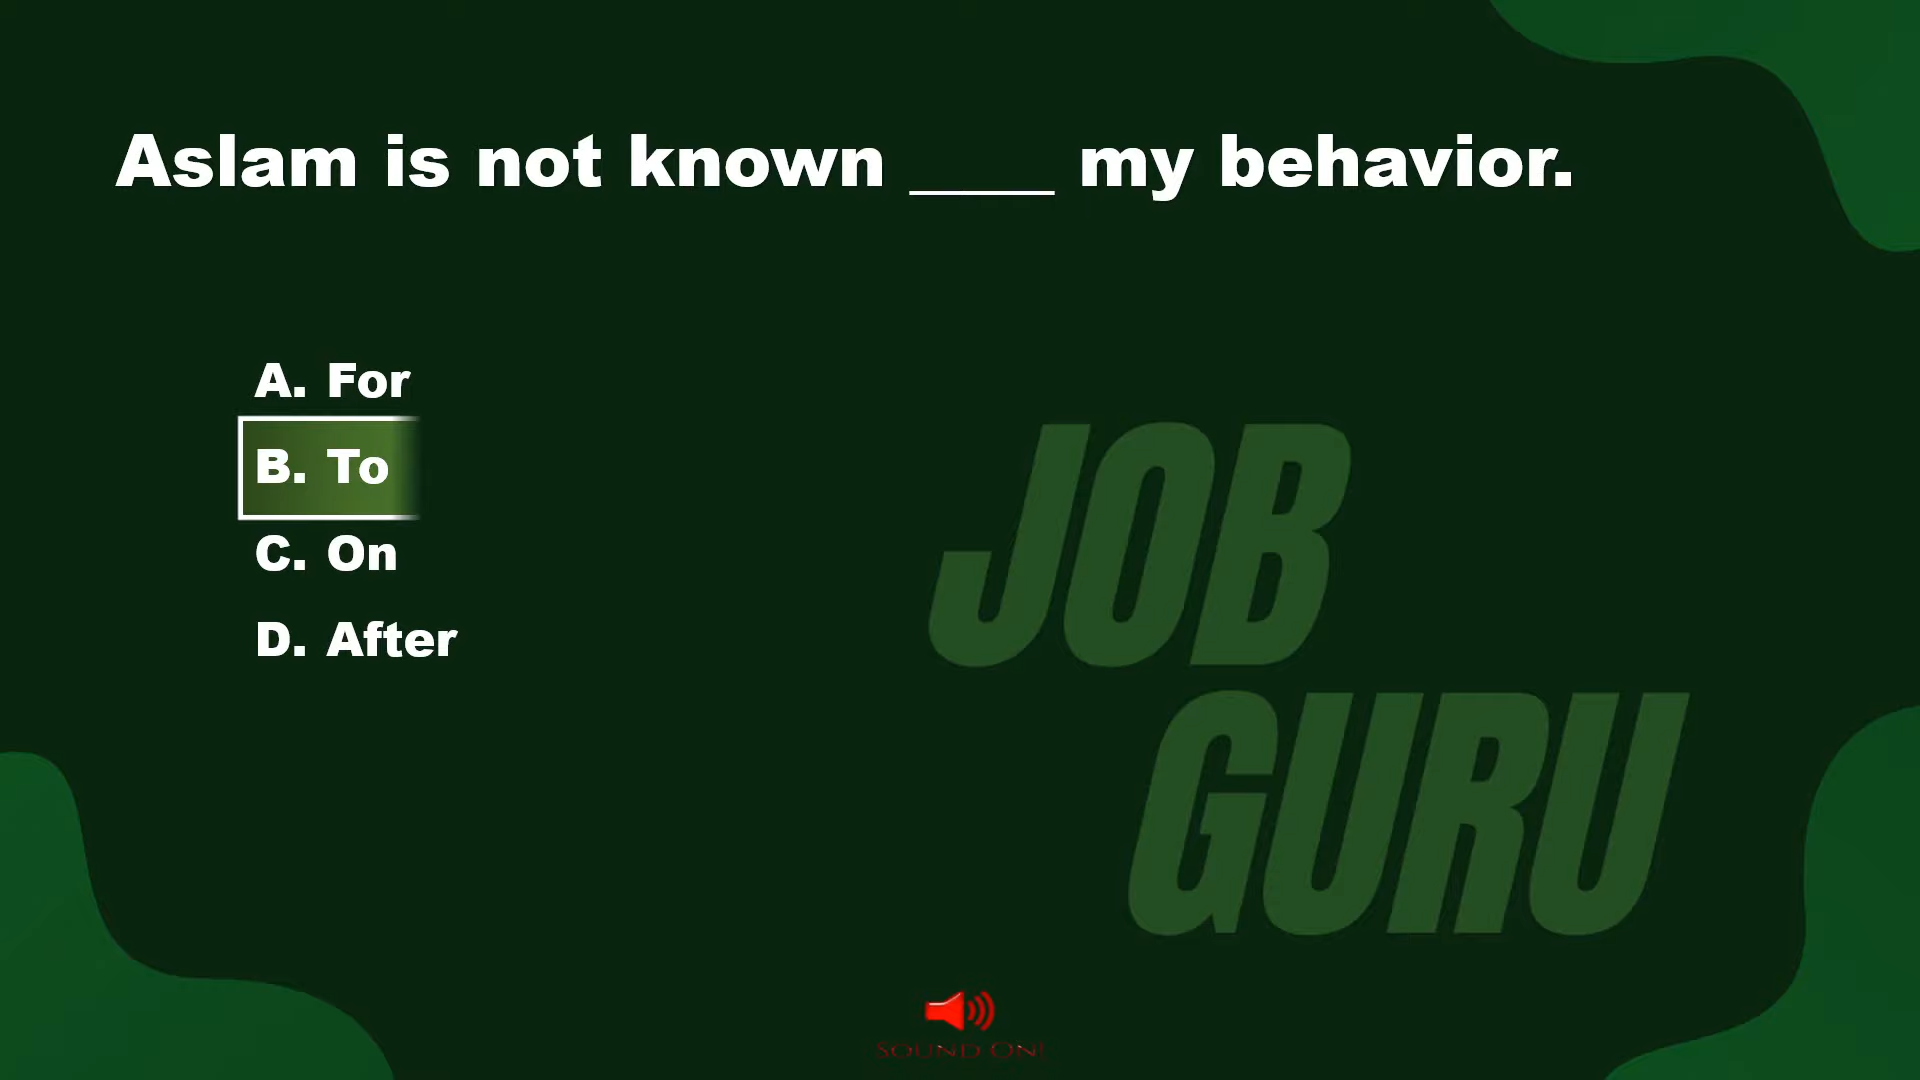 Aslam is not known ____ my behavior.
A. For
B. To
C. On
D. After
JOB
GURU
SOUND ON!